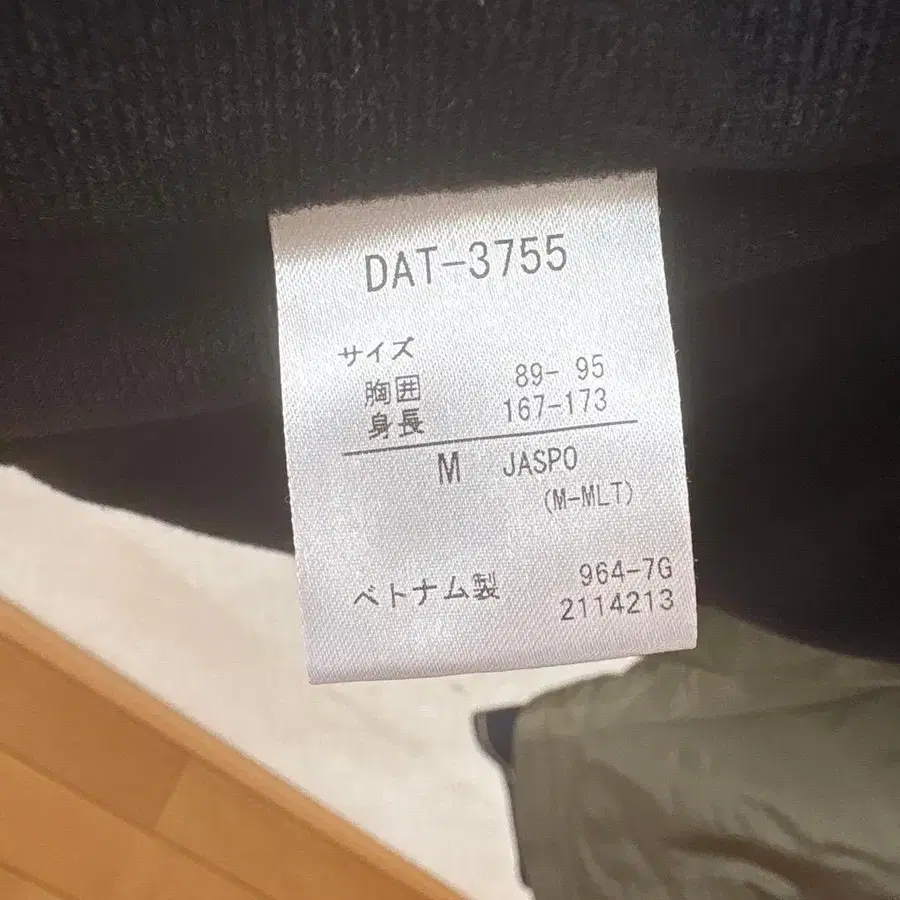 DAT-3755
サイズ
胸囲 89- 95
身長 167-173
M JASPO
(M-MLT)
ベトナム製 964-7G
2114213